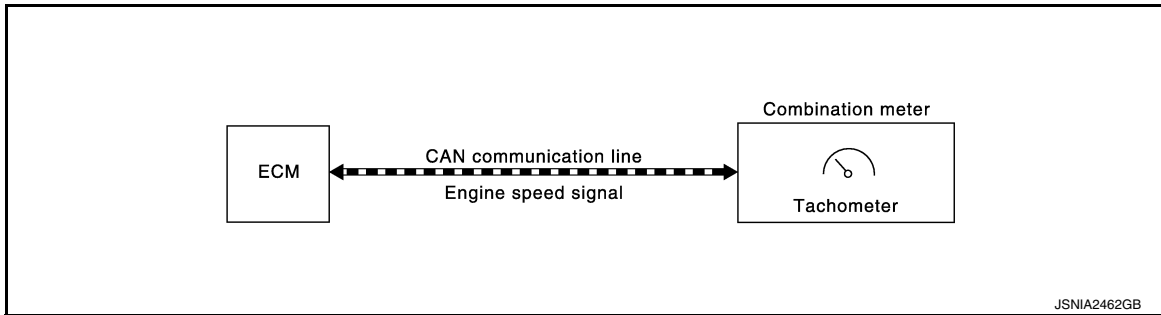 Combination meter
ECM
CAN communication line
Engine speed signal
Tachometer
JSNIA2462GB